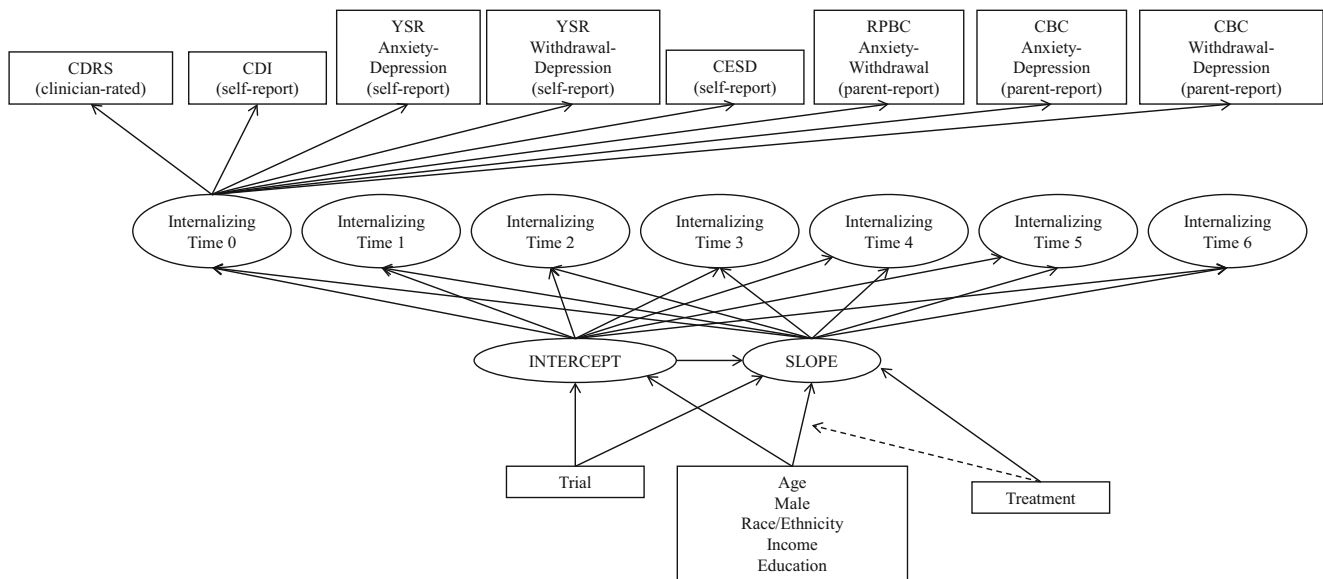 CDRS
(clinician-rated)
CDI
(self-report)
YSR
Anxiety-
Depression
(self-report)
YSR
Withdrawal-
Depression
(self-report)
CESD
(self-report)
RPBC
Anxiety-
Withdrawal
(parent-report)
CBC
Anxiety-
Depression
(parent-report)
CBC
Withdrawal-
Depression
(parent-report)
Internalizing
Time 0
Internalizing
Time 1
Internalizing
Time 2
Internalizing
Time 3
Internalizing
Time 4
Internalizing
Time 5
Internalizing
Time 6
INTERCEPT
SLOPE
Trial
Age
Male
Race/Ethnicity
Income
Education
Treatment